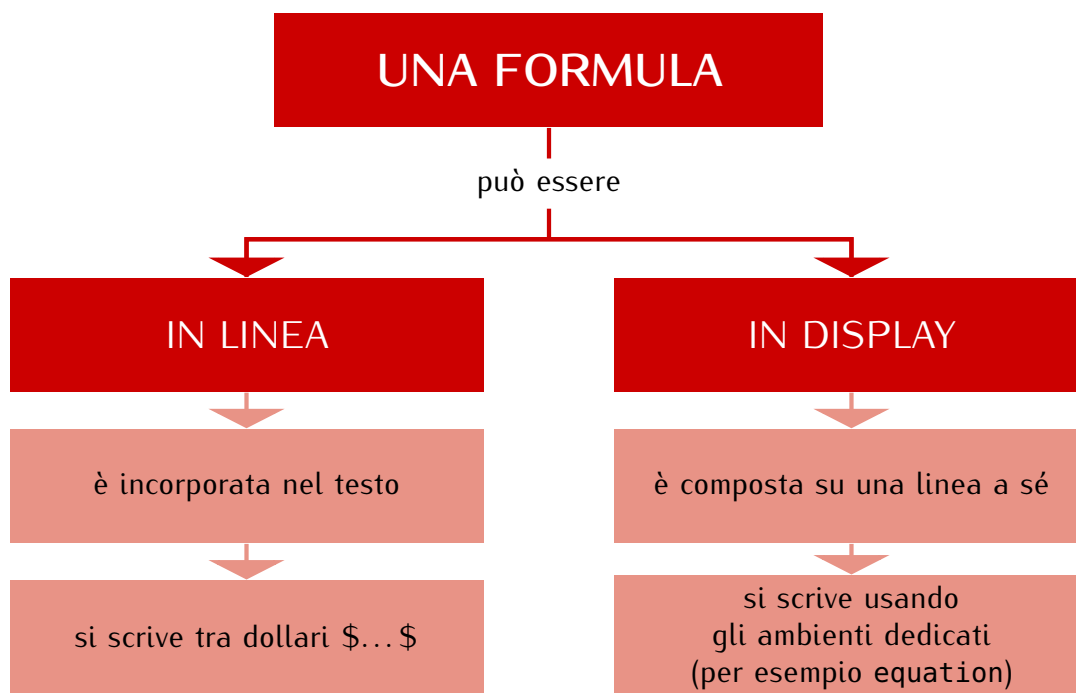 UNA FORMULA
può essere
IN LINEA
IN DISPLAY
è incorporata nel testo
è composta su una linea a sé
si scrive tra dollari $...$
si scrive usando
gli ambienti dedicati
(per esempio equation)